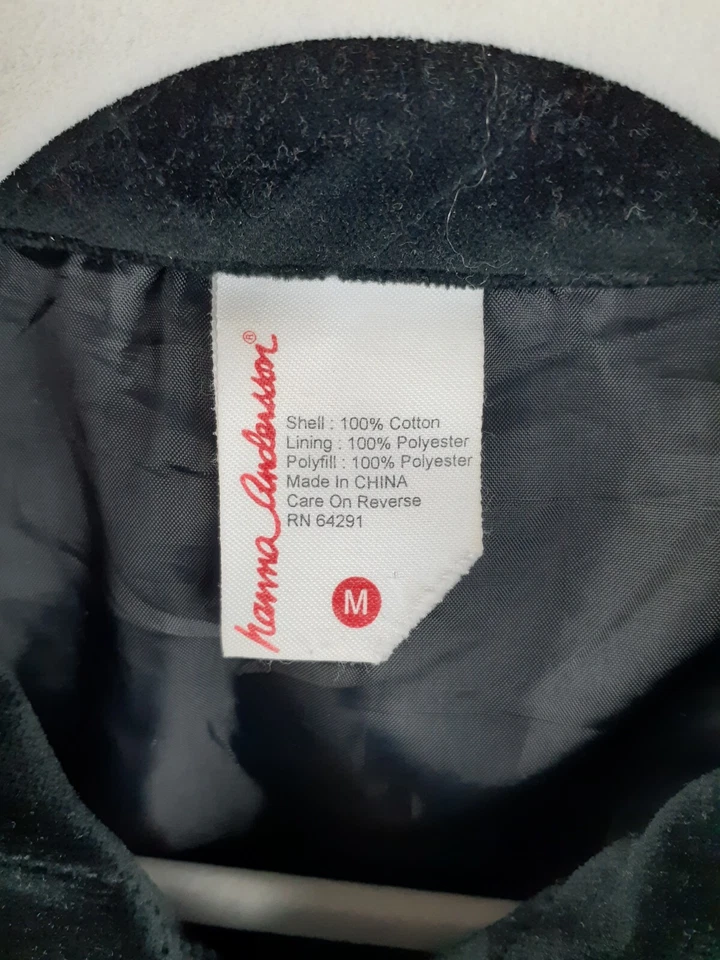 hanna Andersson®
Shell : 100% Cotton
Lining : 100% Polyester
Polyfill : 100% Polyester
Made In CHINA
Care On Reverse
RN 64291
M